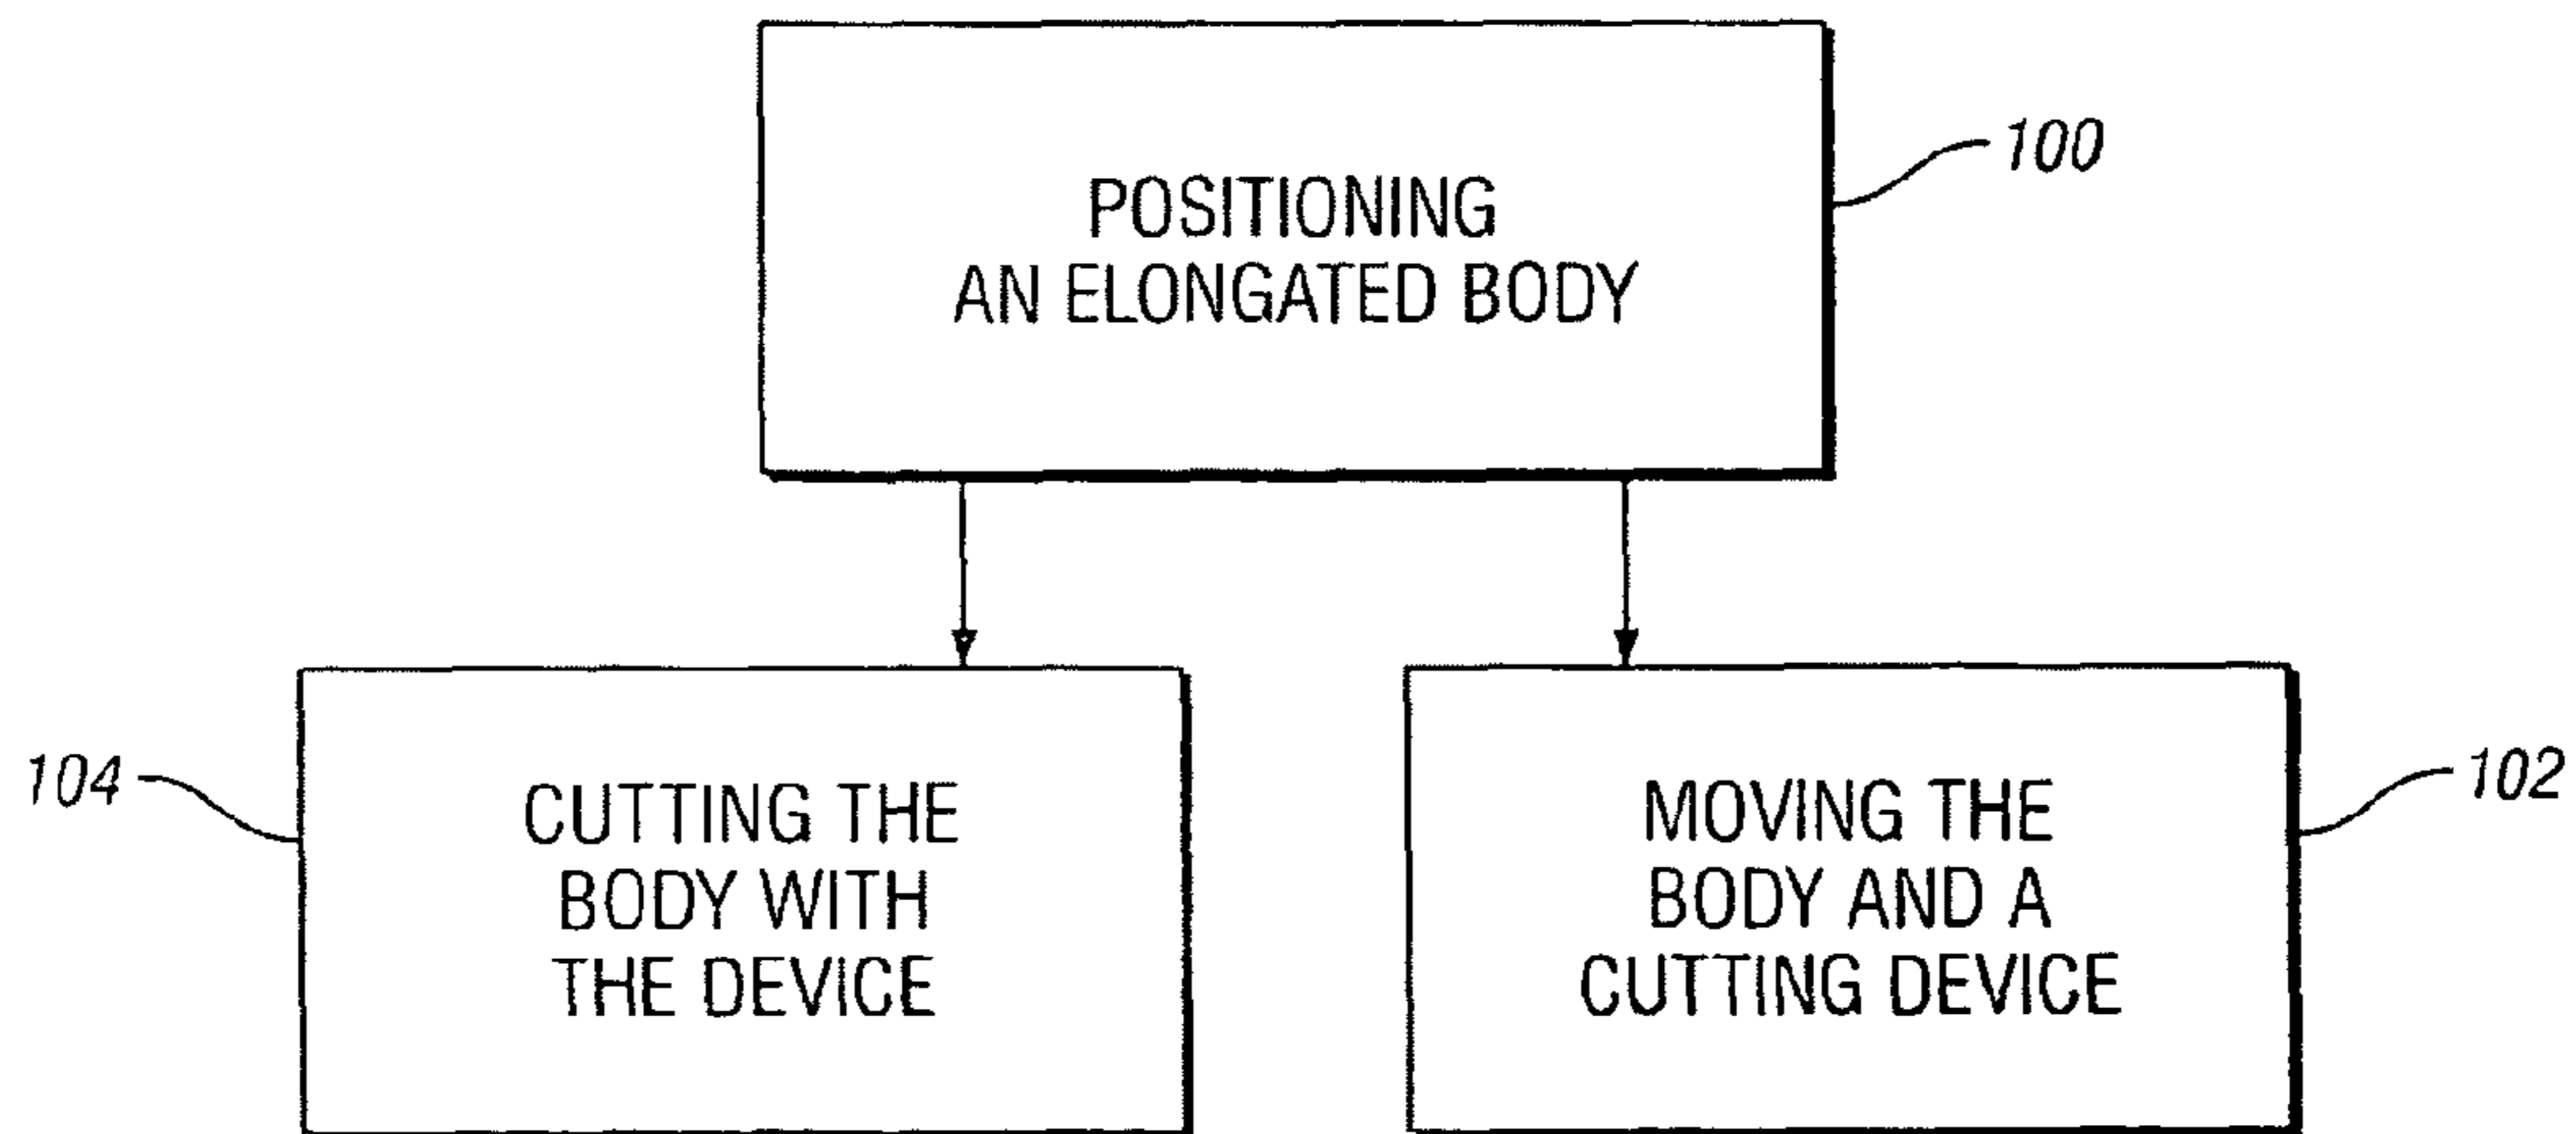 POSITIONING
AN ELONGATED BODY
100
CUTTING THE
BODY WITH
THE DEVICE
104
MOVING THE
BODY AND A
CUTTING DEVICE
102